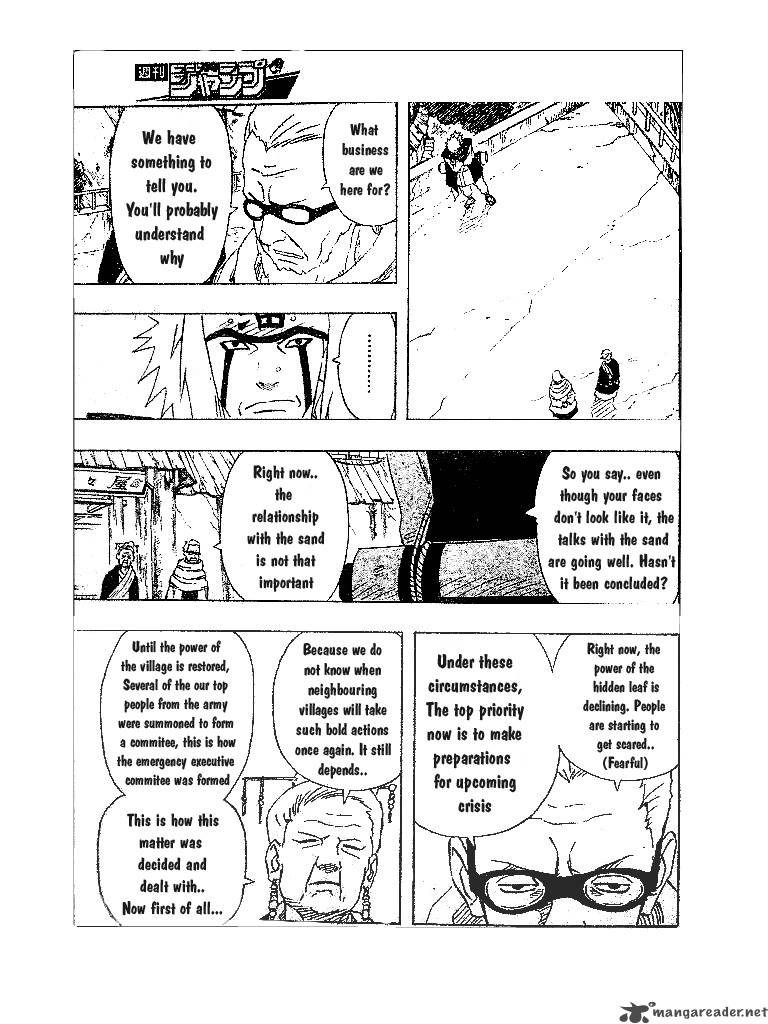 週刊
ジャンプ
What
business
are we
here for?
We have
something to
tell you.
You'll probably
understand
why
........
So you say.. even
though your faces
don't look like it, the
talks with the sand
are going well. Hasn't
it been concluded?
Right now..
the
relationship
with the sand
is not that
important
Right now, the
power of the
hidden leaf is
declining. People
are starting to
get scared..
(Fearful)
Under these
circumstances,
The top priority
now is to make
preparations
for upcoming
crisis
Because we do
not know when
neighbouring
villages will take
such bold actions
once again. It still
depends..
Until the power of
the village is restored,
Several of the our top
people from the army
were summoned to form
a commitee, this is how
the emergency executive
commitee was formed
This is how this
matter was
decided and
dealt with..
Now first of all...
mangareader.net